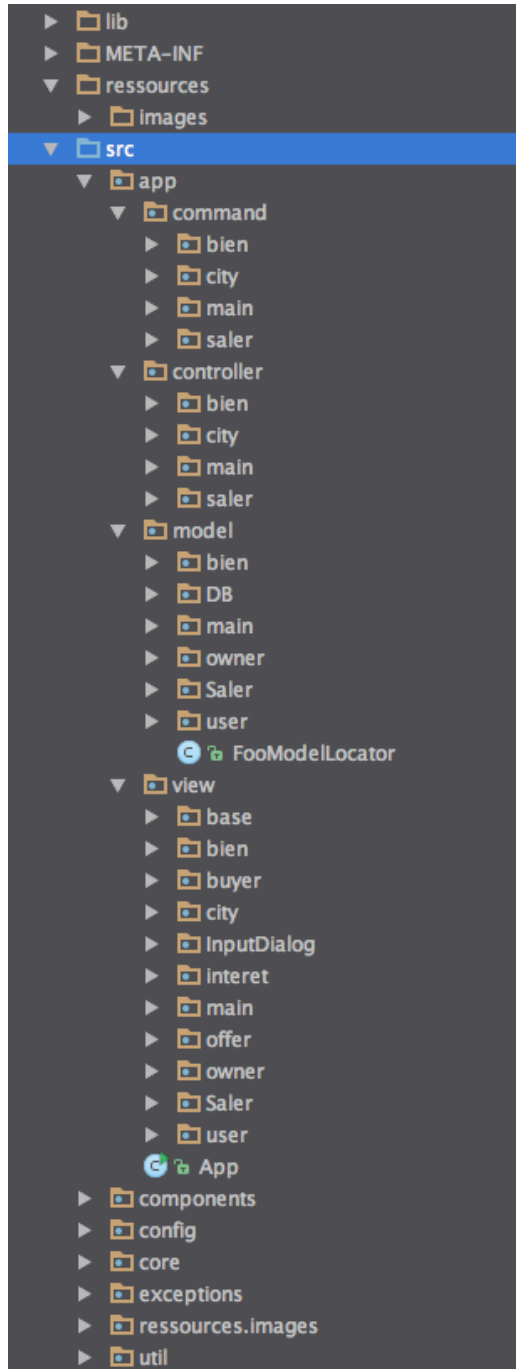 lib
META-INF
ressources
images
src
app
command
bien
city
main
saler
controller
bien
city
main
saler
model
bien
DB
main
owner
Saler
user
FooModelLocator
view
base
bien
buyer
city
InputDialog
interet
main
offer
owner
Saler
user
App
components
config
core
exceptions
ressources.images
util